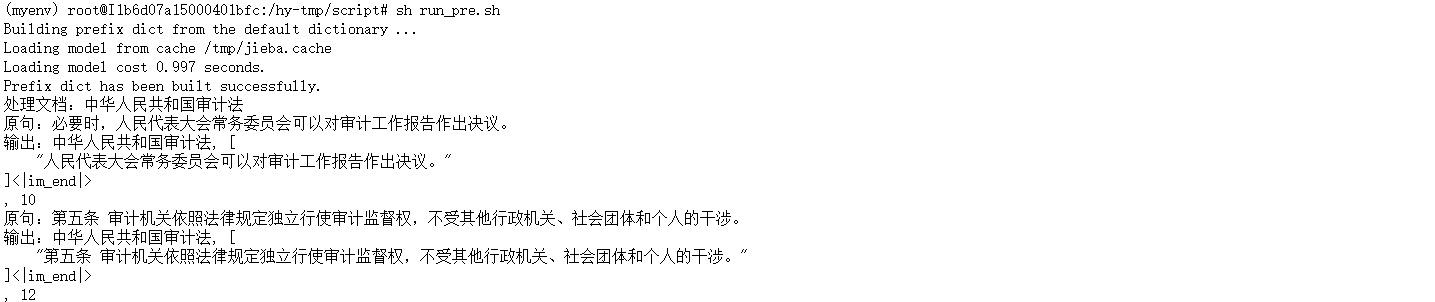 (myenv) root@I1b6d07a15000401bfc:/hy-tmp/script# sh run_pre.sh
Building prefix dict from the default dictionary ...
Loading model from cache /tmp/jieba.cache
Loading model cost 0.997 seconds.
Prefix dict has been built successfully.
处理文档：中华人民共和国审计法
原句：必要时，人民代表大会常务委员会可以对审计工作报告作出决议。
输出：中华人民共和国审计法, [
    "人民代表大会常务委员会可以对审计工作报告作出决议。"
]<|im_end|>
, 10
原句：第五条 审计机关依照法律规定独立行使审计监督权，不受其他行政机关、社会团体和个人的干涉。
输出：中华人民共和国审计法, [
    "第五条 审计机关依照法律规定独立行使审计监督权，不受其他行政机关、社会团体和个人的干涉。"
]<|im_end|>
, 12